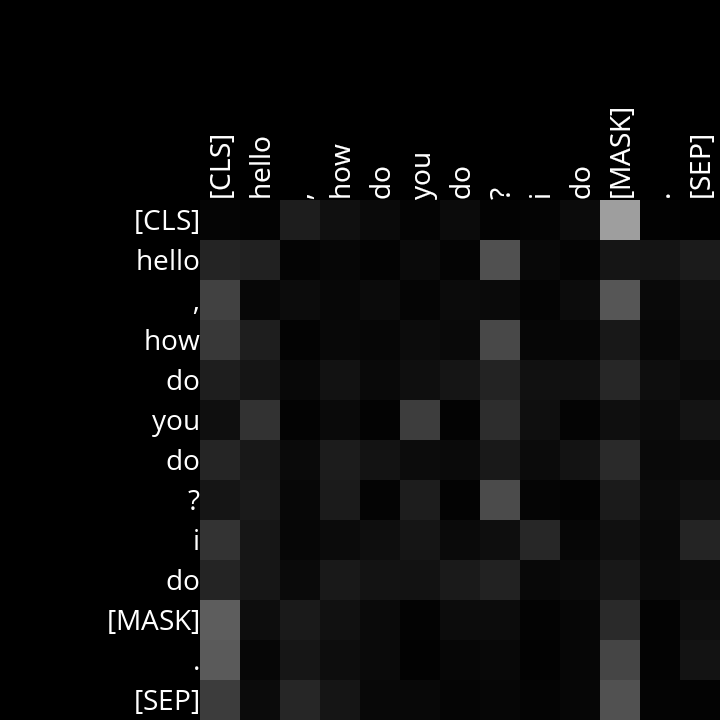 [CLS] hello , how do you do ? i do [MASK] . [SEP]
[CLS]
hello
,
how
do
you
do
?
i
do
[MASK]
.
[SEP]